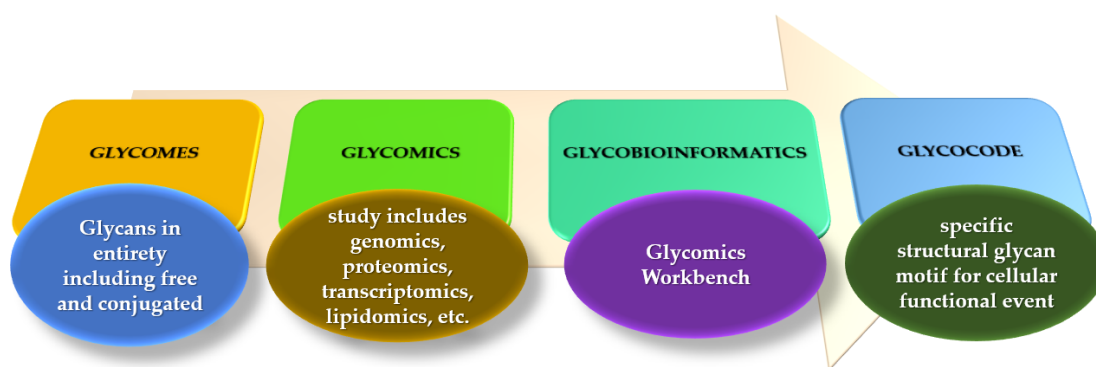 GLYCOMES
Glycans in
entirety
including free
and conjugated
GLYCOMICS
study includes
genomics,
proteomics,
transcriptomics,
lipidomics, etc.
GLYCOBIOINFORMATICS
Glycomics
Workbench
GLYCOCODE
specific
structural glycan
motif for cellular
functional event